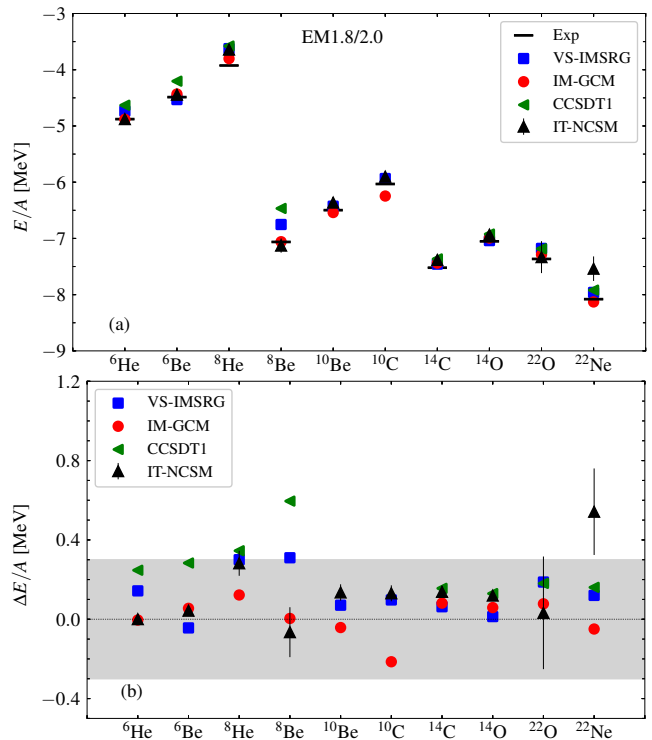 EM1.8/2.0
Exp
VS-IMSRG
IM-GCM
CCSDT1
IT-NCSM
−3
−4
−5
−6
−7
−8
−9
E/A [MeV]
(a)
⁶He ⁶Be ⁸He ⁸Be ¹⁰Be ¹⁰C ¹⁴C ¹⁴O ²²O ²²Ne
VS-IMSRG
IM-GCM
CCSDT1
IT-NCSM
1.2
0.8
0.4
0.0
−0.4
ΔE/A [MeV]
(b)
⁶He ⁶Be ⁸He ⁸Be ¹⁰Be ¹⁰C ¹⁴C ¹⁴O ²²O ²²Ne